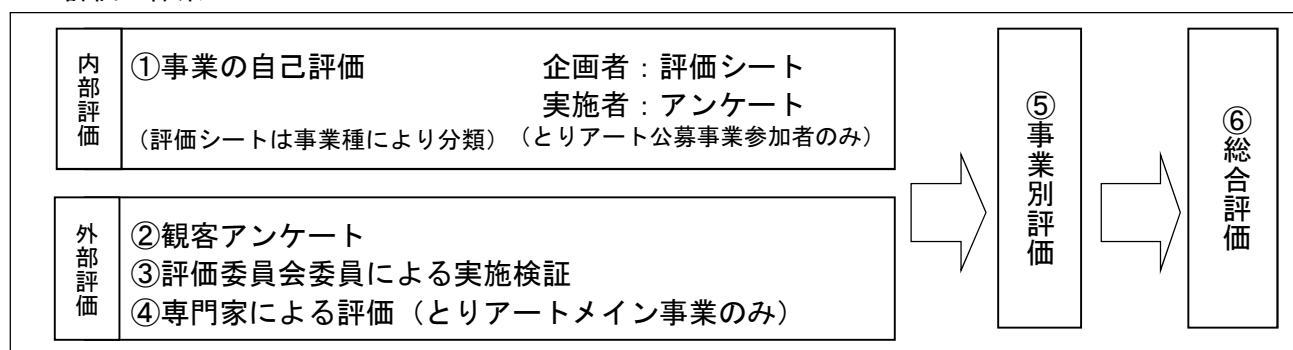 内部評価
①事業の自己評価　　企画者：評価シート
実施者：アンケート
（評価シートは事業種により分類）（とりアート公募事業参加者のみ）
外部評価
②観客アンケート
③評価委員会委員による実施検証
④専門家による評価（とりアートメイン事業のみ）
⑤事業別評価
⑥総合評価